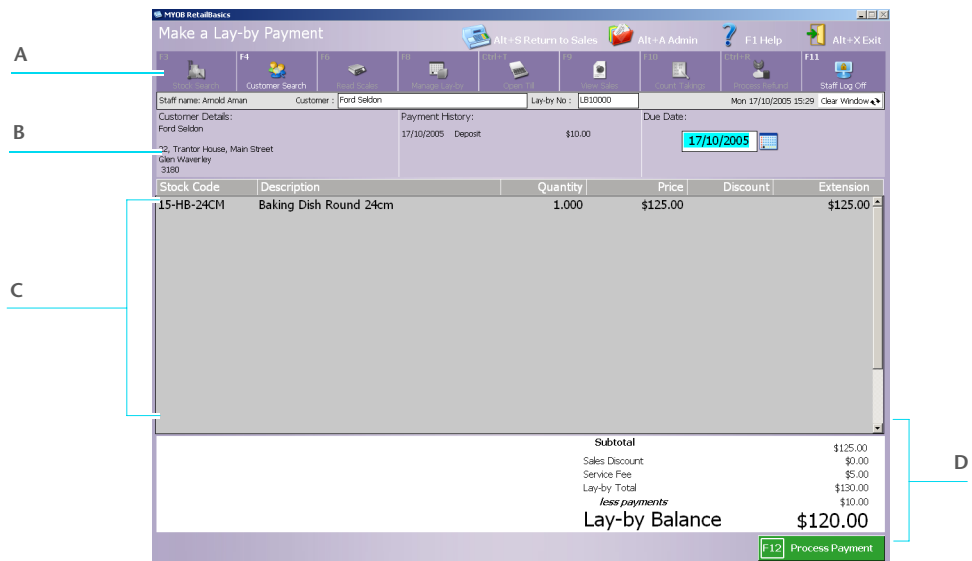 MYOB RetailBasics
Make a Lay-by Payment
Alt+S Return to Sales
Alt+A Admin
F1 Help
Alt+X Exit
A
F3 F4 F6 F8 Ctrl+T F9 F10 Ctrl+R F11
Stock Search Customer Search Read Scales Manage Lay-by Open Till View Sales Count Takings Process Refund Staff Log Off
Staff name: Arnold Aman Customer : Ford Seldon Lay-by No : LB10000 Mon 17/10/2005 15:29 Clear Window
B
Customer Details: Payment History: Due Date:
Ford Seldon
17/10/2005 Deposit $10.00
17/10/2005
22, Trantor House, Main Street
Glen Waverley
3180
Stock Code Description Quantity Price Discount Extension
15-HB-24CM Baking Dish Round 24cm 1.000 $125.00 $125.00
C
Subtotal $125.00
Sales Discount $0.00
Service Fee $5.00
Lay-by Total $130.00
less payments $10.00
Lay-by Balance $120.00
D
F12 Process Payment